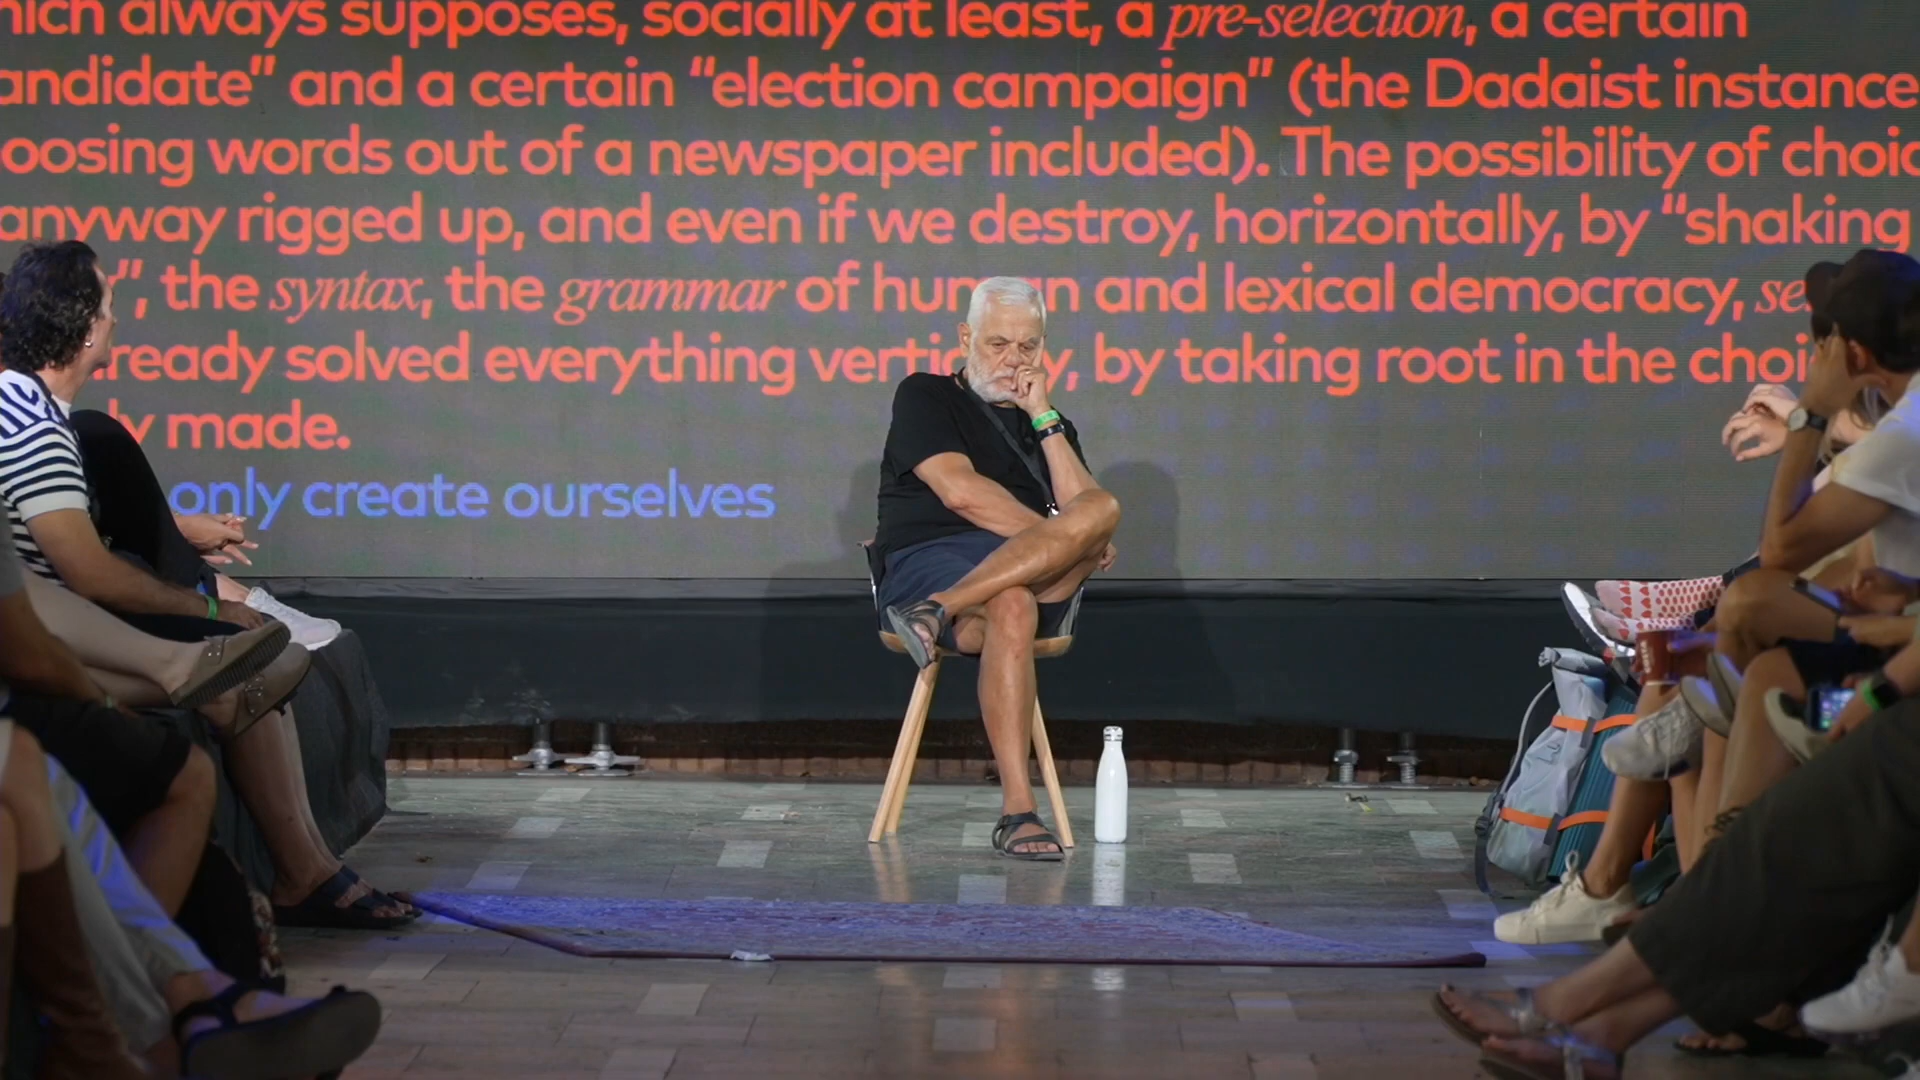 hich always supposes, socially at least, a pre-selection, a certain
andidate” and a certain “election campaign” (the Dadaist instance
oosing words out of a newspaper included). The possibility of choic
anyway rigged up, and even if we destroy, horizontally, by “shaking
”, the syntax, the grammar of human and lexical democracy, se
ready solved everything vertically, by taking root in the choi
ly made.
only create ourselves